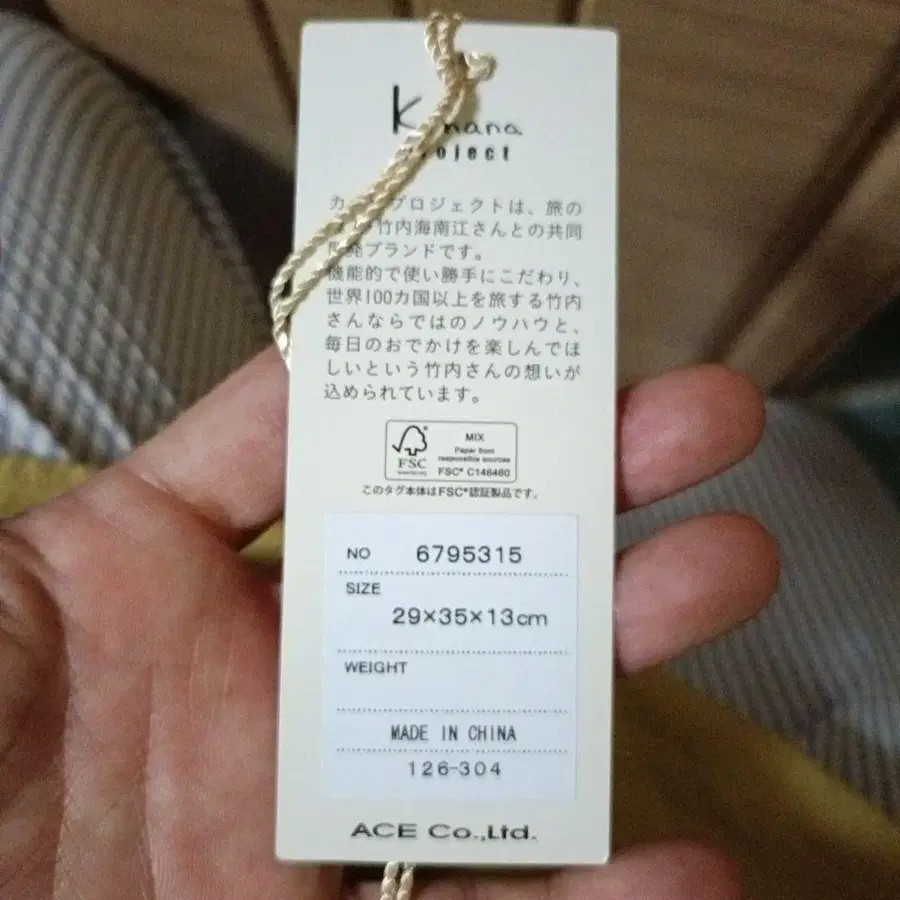 K nana
roject
カ プロジェクトは、旅の
竹内海南江さんとの共同
発ブランドです。
機能的で使い勝手にこだわり、
世界100カ国以上を旅する竹内
さんならではのノウハウと、
毎日のおでかけを楽しんでほ
しいという竹内さんの想いが
込められています。
FSC
MIX
Paper from
responsible sources
FSC® C146460
このタグ本体はFSC®認証製品です。
NO 6795315
SIZE
29×35×13cm
WEIGHT
MADE IN CHINA
126-304
ACE Co.,Ltd.